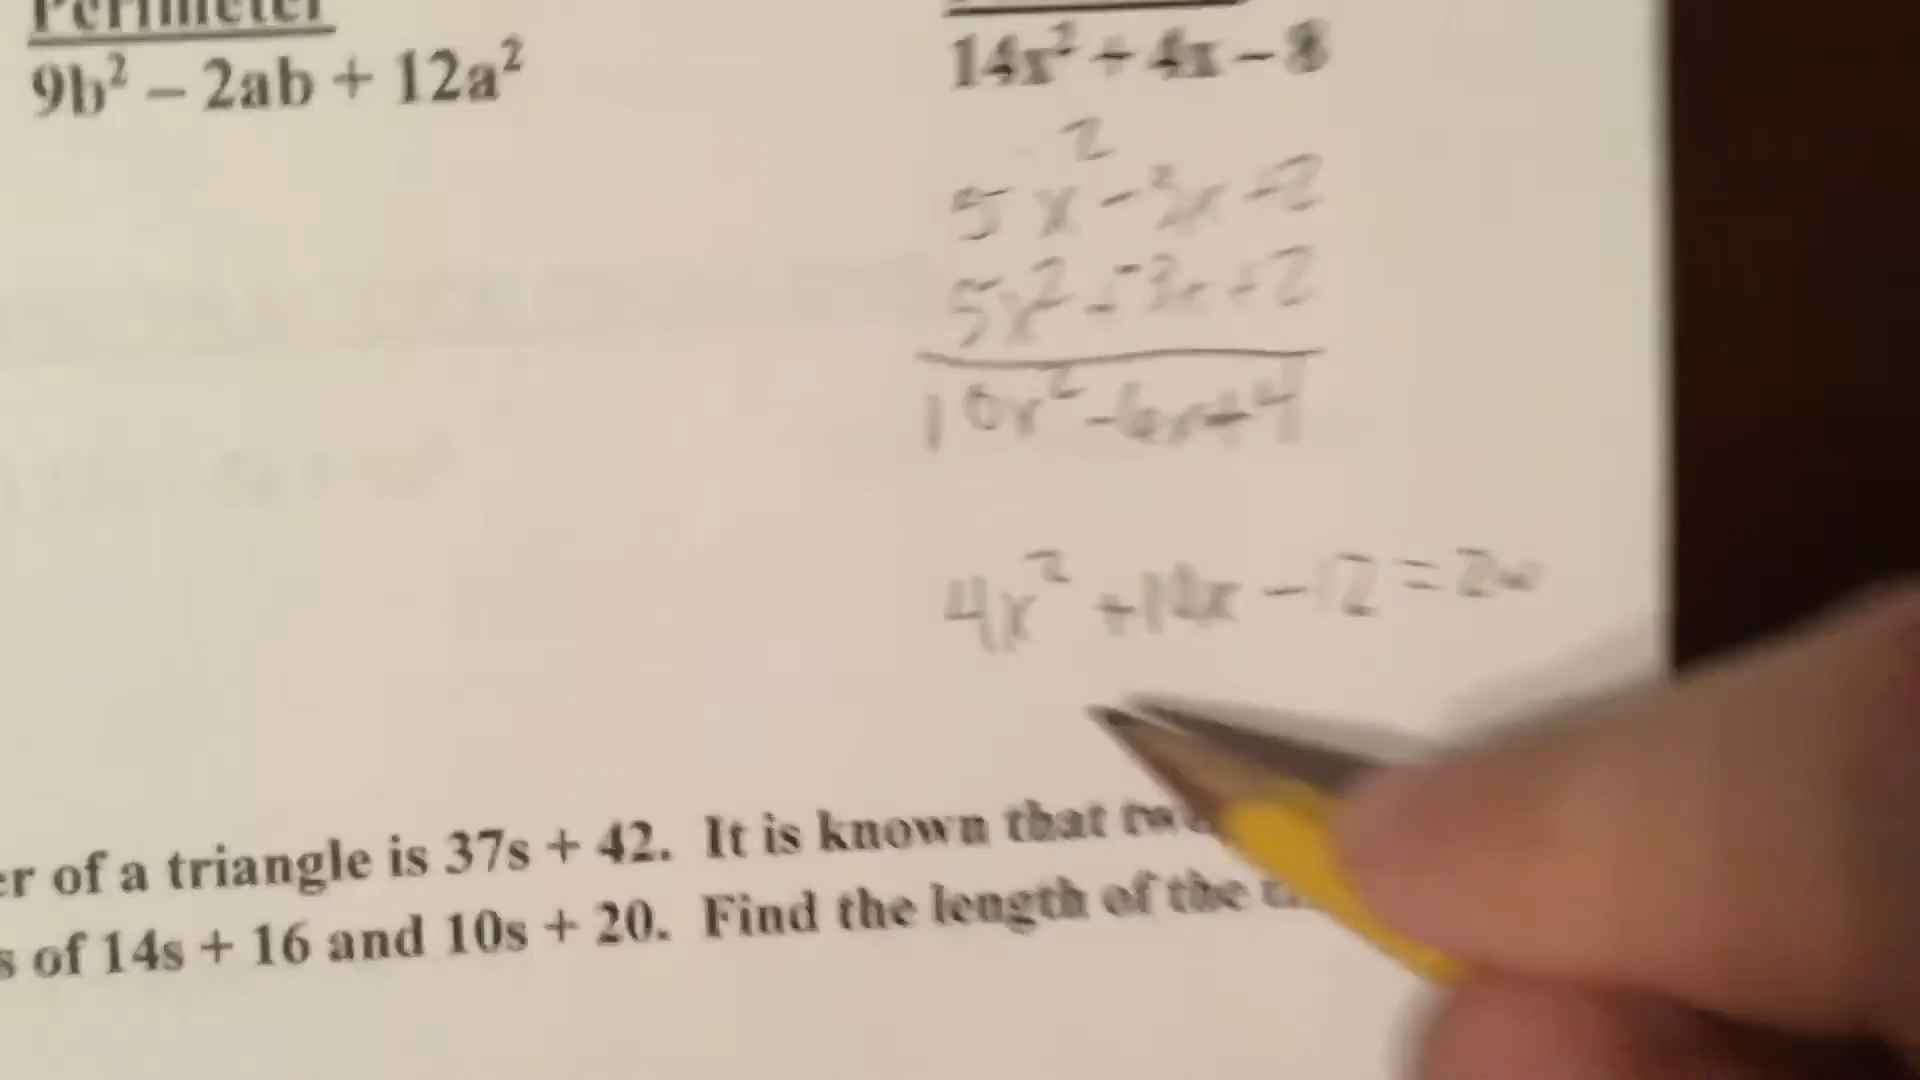 Perimeter
9b² – 2ab + 12a²
14x² + 4x – 8
5x² - 3x + 2
5x² - 3x + 2
10x² - 6x + 4
4x² + 10x - 12 = 2w
er of a triangle is 37s + 42. It is known that
s of 14s + 16 and 10s + 20. Find the length of the